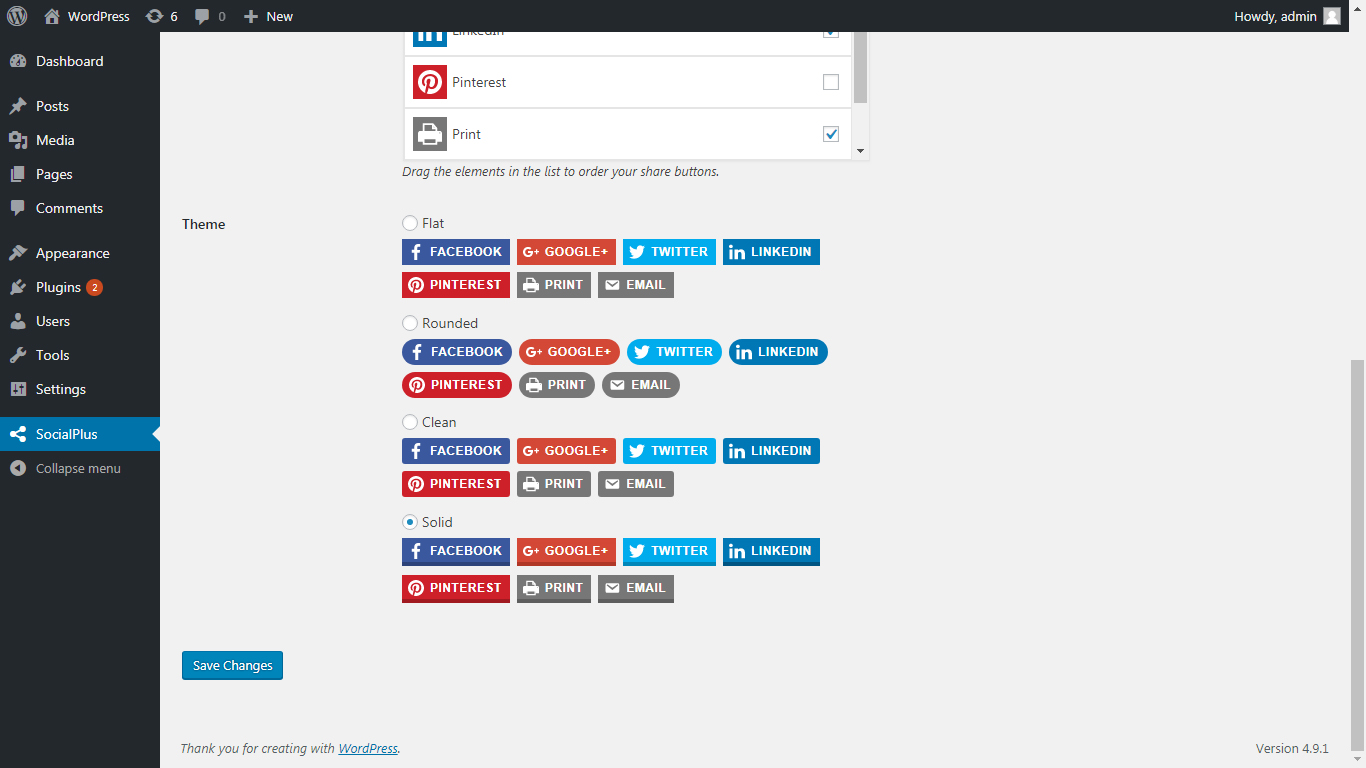 WordPress 6 0 New Howdy, admin
Dashboard
Posts
Media
Pages
Comments
Appearance
Plugins 2
Users
Tools
Settings
SocialPlus
Collapse menu
LinkedIn
Pinterest
Print
Drag the elements in the list to order your share buttons.
Theme
Flat
FACEBOOK GOOGLE+ TWITTER LINKEDIN
PINTEREST PRINT EMAIL
Rounded
FACEBOOK GOOGLE+ TWITTER LINKEDIN
PINTEREST PRINT EMAIL
Clean
FACEBOOK GOOGLE+ TWITTER LINKEDIN
PINTEREST PRINT EMAIL
Solid
FACEBOOK GOOGLE+ TWITTER LINKEDIN
PINTEREST PRINT EMAIL
Save Changes
Thank you for creating with WordPress. Version 4.9.1